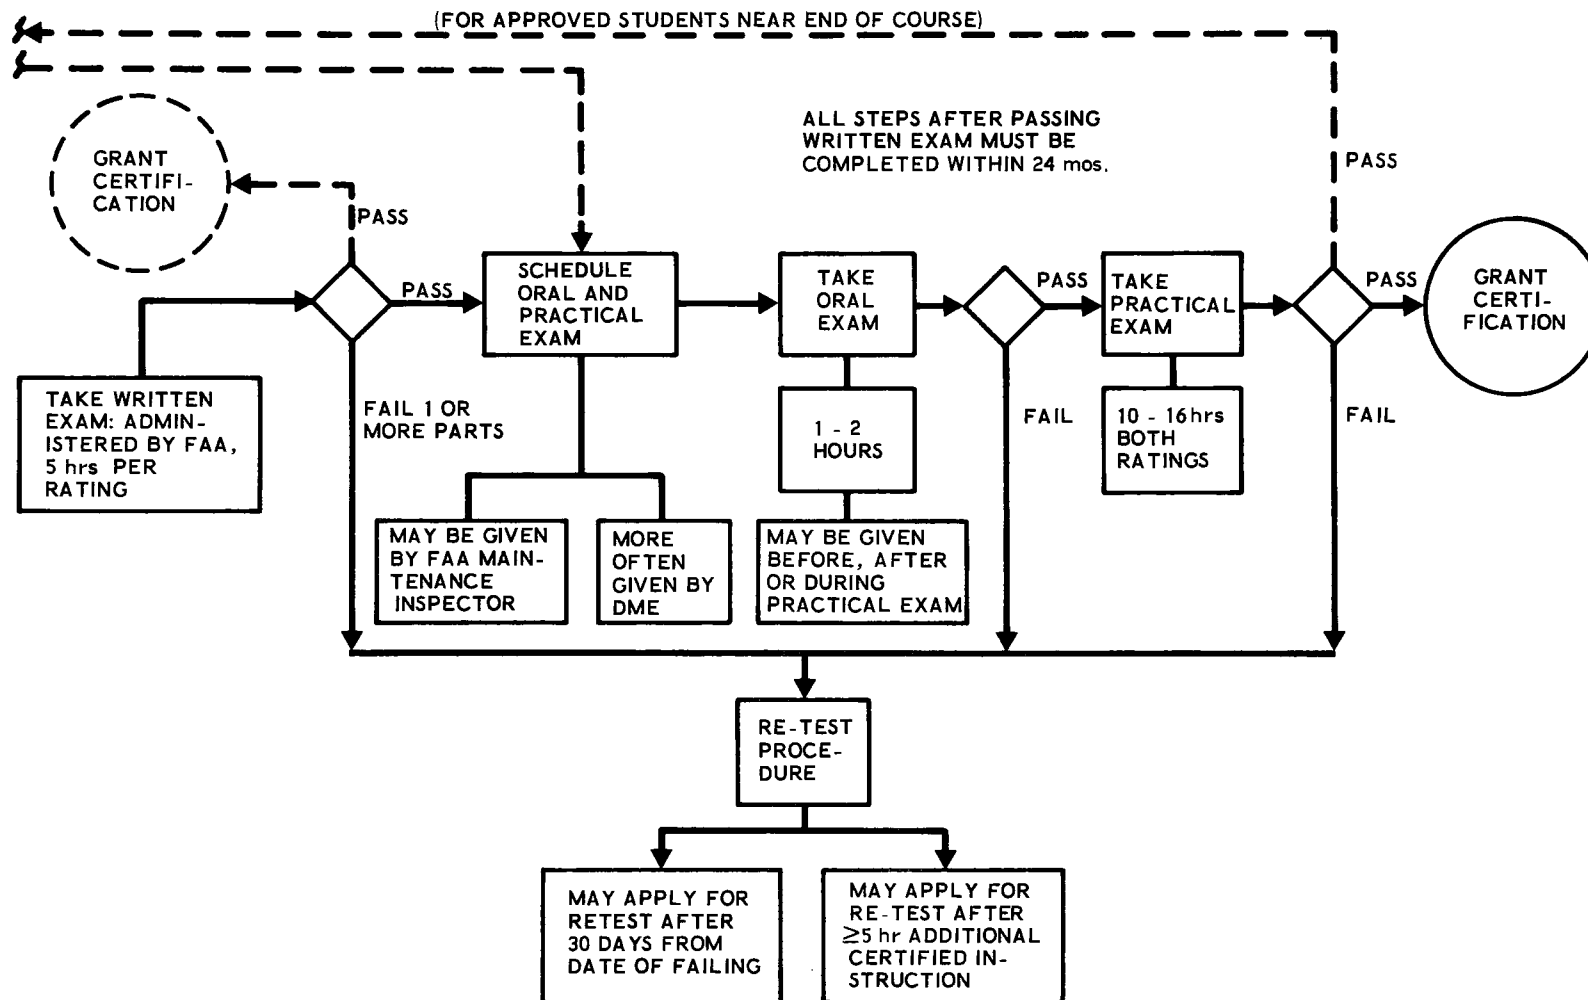 (FOR APPROVED STUDENTS NEAR END OF COURSE)
ALL STEPS AFTER PASSING
WRITTEN EXAM MUST BE
COMPLETED WITHIN 24 mos.
GRANT
CERTIFI-
CATION
PASS
PASS
TAKE WRITTEN
EXAM: ADMIN-
ISTERED BY FAA,
5 hrs PER
RATING
PASS
FAIL 1 OR
MORE PARTS
SCHEDULE
ORAL AND
PRACTICAL
EXAM
MAY BE GIVEN
BY FAA MAIN-
TENANCE
INSPECTOR
MORE
OFTEN
GIVEN BY
DME
TAKE
ORAL
EXAM
1 - 2
HOURS
MAY BE GIVEN
BEFORE, AFTER
OR DURING
PRACTICAL EXAM
PASS
FAIL
TAKE
PRACTICAL
EXAM
10 - 16hrs
BOTH
RATINGS
PASS
FAIL
GRANT
CERTI-
FICATION
RE-TEST
PROCE-
DURE
MAY APPLY FOR
RETEST AFTER
30 DAYS FROM
DATE OF FAILING
MAY APPLY FOR
RE-TEST AFTER
≥5 hr ADDITIONAL
CERTIFIED IN-
STRUCTION